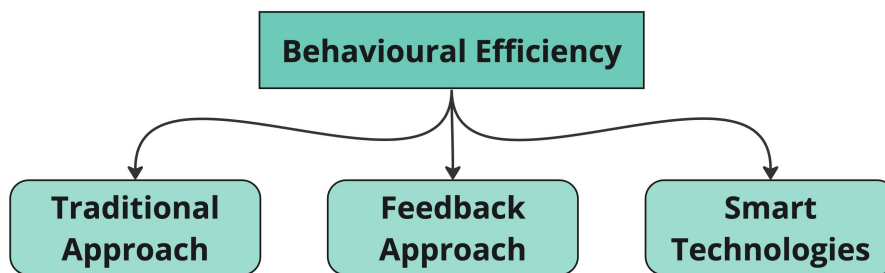 Behavioural Efficiency
Traditional
Approach
Feedback
Approach
Smart
Technologies